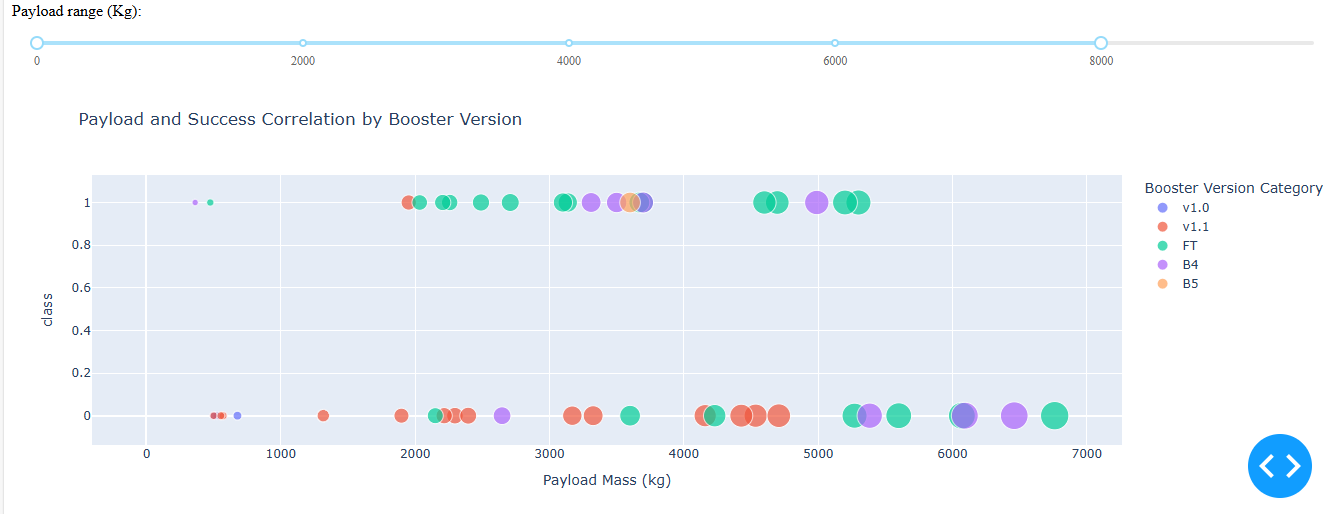 Payload range (Kg):
0 2000 4000 6000 8000
Payload and Success Correlation by Booster Version
Booster Version Category
v1.0
v1.1
FT
B4
B5
1
0.8
0.6
0.4
0.2
0
class
0 1000 2000 3000 4000 5000 6000 7000
Payload Mass (kg)